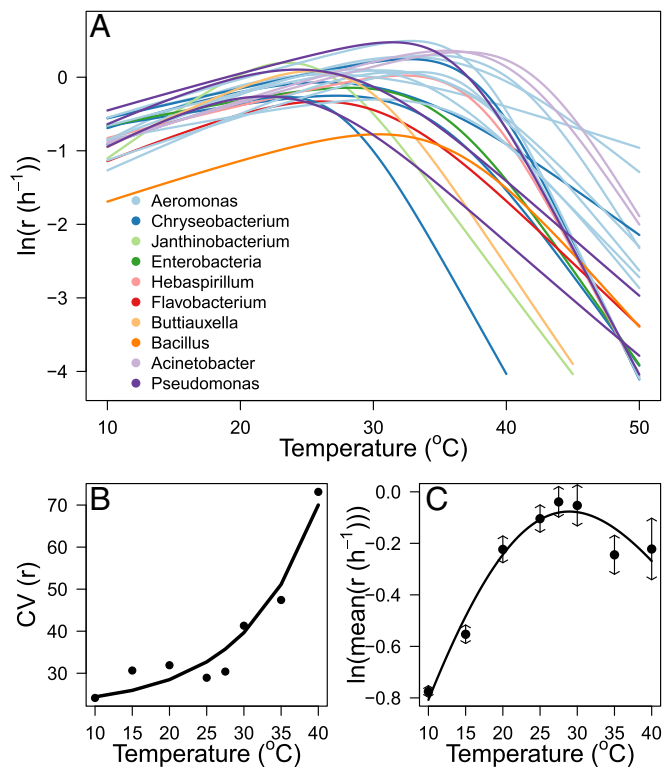 A
0
−1
−2
−3
−4
ln(r (h⁻¹))
Aeromonas
Chryseobacterium
Janthinobacterium
Enterobacteria
Hebaspirillum
Flavobacterium
Buttiauxella
Bacillus
Acinetobacter
Pseudomonas
10 20 30 40 50
Temperature (°C)
B
70
60
50
40
30
CV (r)
10 15 20 25 30 35 40
Temperature (°C)
C
0.0
−0.2
−0.4
−0.6
−0.8
ln(mean(r (h⁻¹)))
10 15 20 25 30 35 40
Temperature (°C)